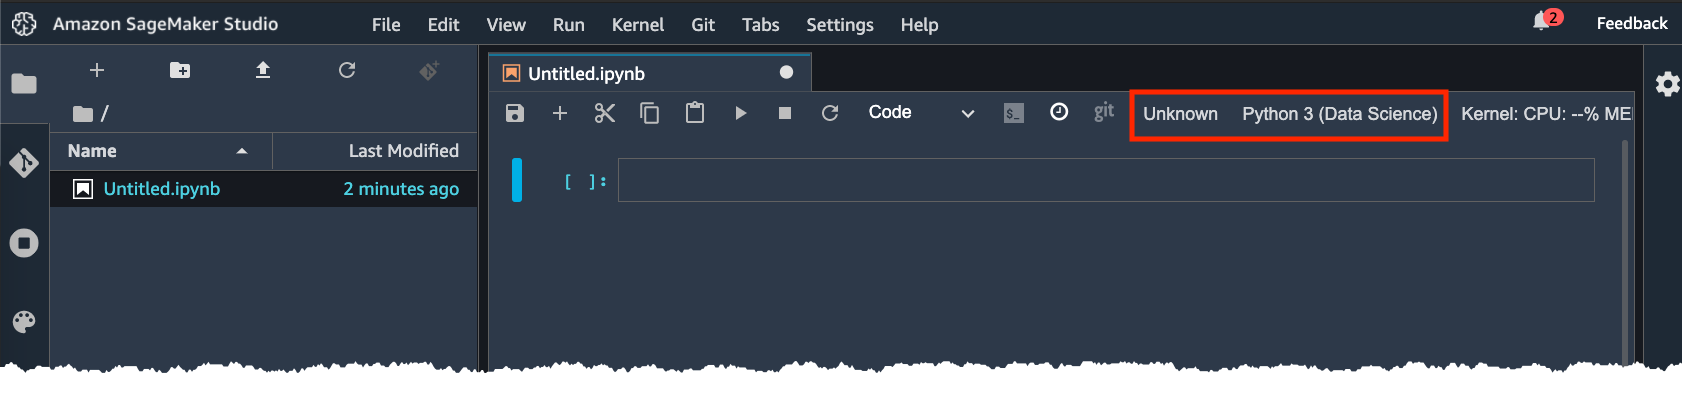 Amazon SageMaker Studio File Edit View Run Kernel Git Tabs Settings Help 2 Feedback
/
Name Last Modified
Untitled.ipynb 2 minutes ago
Untitled.ipynb
Code $_ git Unknown Python 3 (Data Science) Kernel: CPU: --% ME
[ ]: